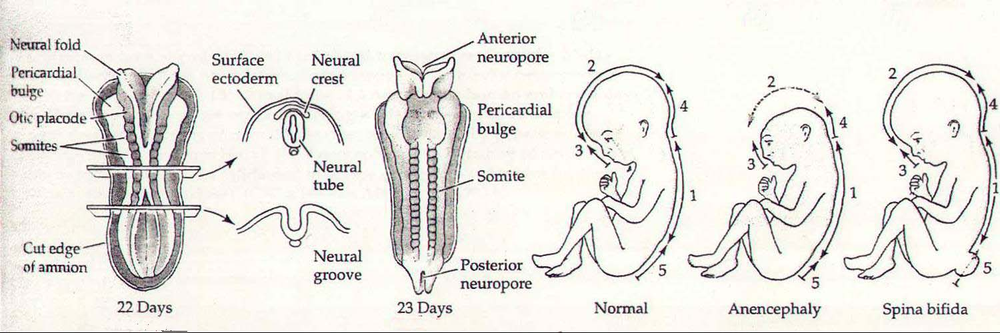 Neural fold
Pericardial
bulge
Otic placode
Somites
Cut edge
of amnion
22 Days
Surface
ectoderm
Neural
crest
Neural
tube
Neural
groove
Anterior
neuropore
Pericardial
bulge
Somite
Posterior
neuropore
23 Days
2
4
3
1
5
Normal
2
4
3
1
5
Anencephaly
2
4
3
1
5
Spina bifida